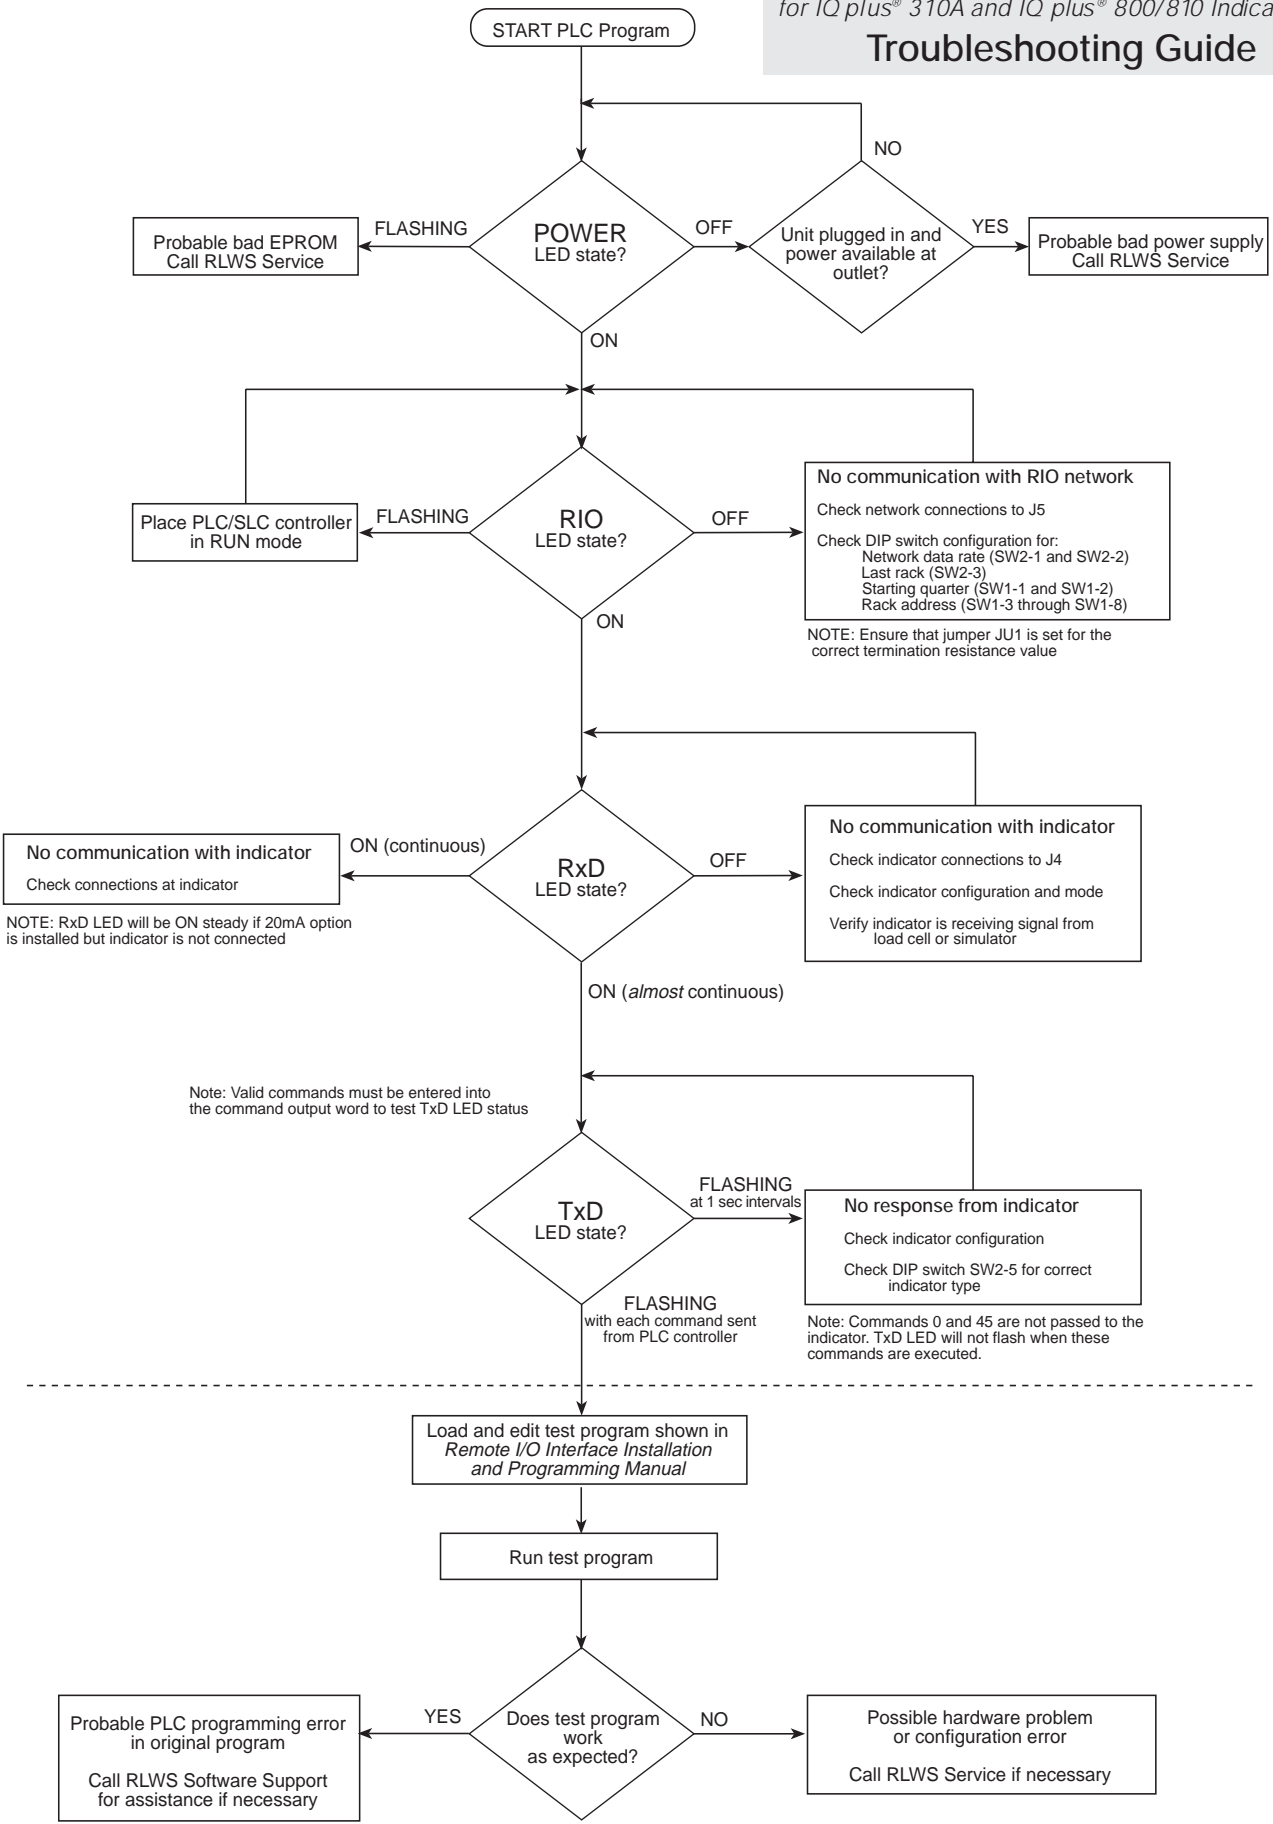 for IQ plus® 310A and IQ plus® 800/810
Troubleshooting Guide
START PLC Program
NO
FLASHING
POWER
LED state?
OFF
Unit plugged in and
power available at
outlet?
YES
Probable bad EPROM
Call RLWS Service
Probable bad power supply
Call RLWS Service
ON
Place PLC/SLC controller
in RUN mode
FLASHING
RIO
LED state?
OFF
No communication with RIO network
Check network connections to J5
Check DIP switch configuration for:
Network data rate (SW2-1 and SW2-2)
Last rack (SW2-3)
Starting quarter (SW1-1 and SW1-2)
Rack address (SW1-3 through SW1-8)
ON
NOTE: Ensure that jumper JU1 is set for the
correct termination resistance value
No communication with indicator
Check connections at indicator
ON (continuous)
RxD
LED state?
OFF
No communication with indicator
Check indicator connections to J4
Check indicator configuration and mode
Verify indicator is receiving signal from
load cell or simulator
NOTE: RxD LED will be ON steady if 20mA option
is installed but indicator is not connected
ON (almost continuous)
Note: Valid commands must be entered into
the command output word to test TxD LED status
TxD
LED state?
FLASHING
at 1 sec intervals
No response from indicator
Check indicator configuration
Check DIP switch SW2-5 for correct
indicator type
FLASHING
with each command sent
from PLC controller
Note: Commands 0 and 45 are not passed to the
indicator. TxD LED will not flash when these
commands are executed.
Load and edit test program shown in
Remote I/O Interface Installation
and Programming Manual
Run test program
Probable PLC programming error
in original program
Call RLWS Software Support
for assistance if necessary
YES
Does test program
work
as expected?
NO
Possible hardware problem
or configuration error
Call RLWS Service if necessary